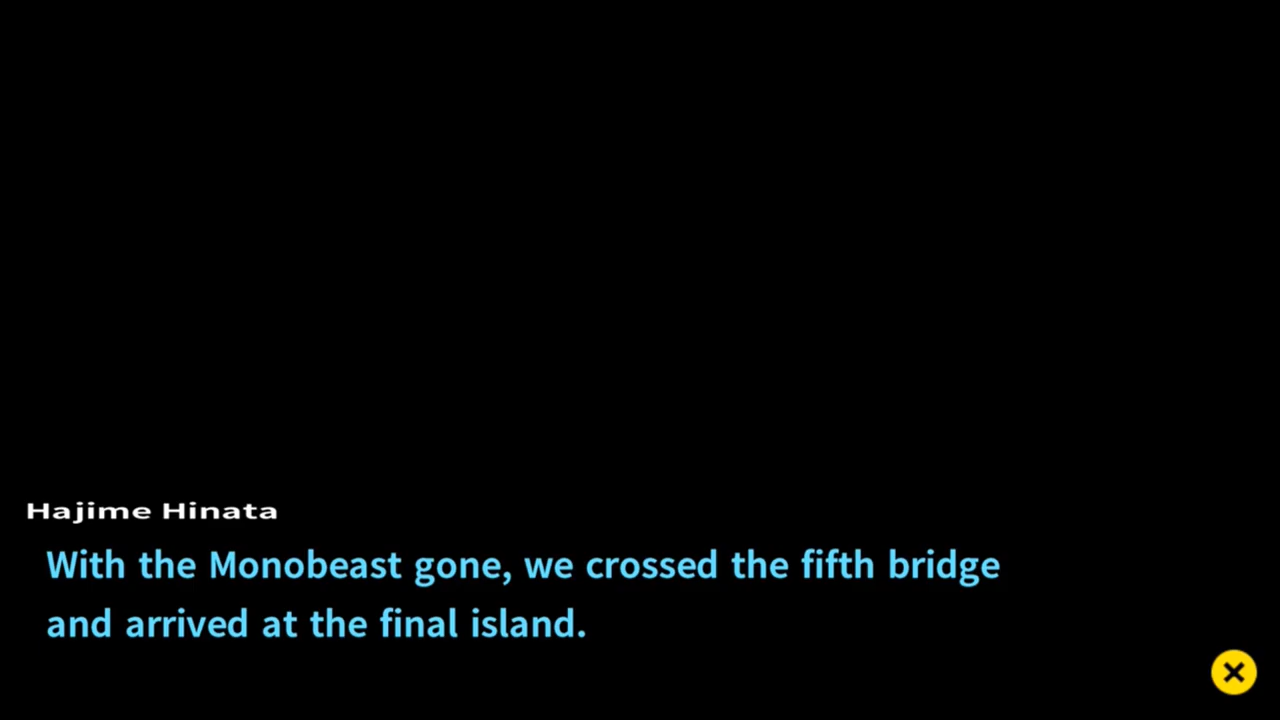 Hajime Hinata
With the Monobeast gone, we crossed the fifth bridge
and arrived at the final island.